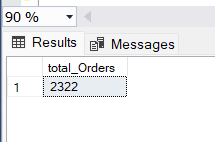 90 %
Results Messages
total_Orders
1 2322